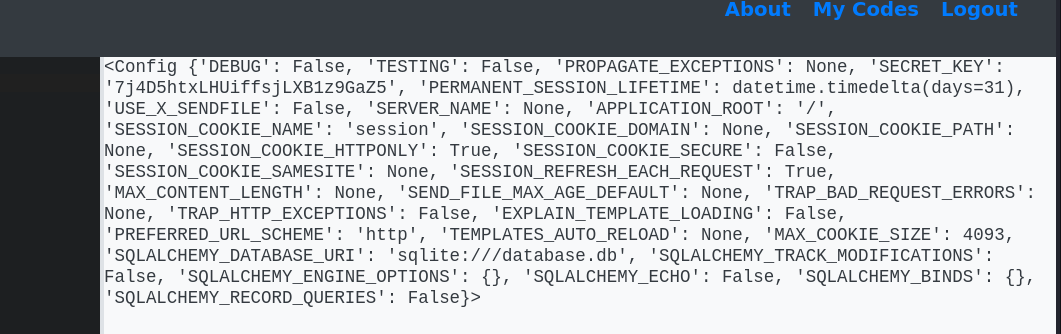 About My Codes Logout
<Config {'DEBUG': False, 'TESTING': False, 'PROPAGATE_EXCEPTIONS': None, 'SECRET_KEY':
'7j4D5htxLHUiffsjLXB1z9GaZ5', 'PERMANENT_SESSION_LIFETIME': datetime.timedelta(days=31),
'USE_X_SENDFILE': False, 'SERVER_NAME': None, 'APPLICATION_ROOT': '/',
'SESSION_COOKIE_NAME': 'session', 'SESSION_COOKIE_DOMAIN': None, 'SESSION_COOKIE_PATH':
None, 'SESSION_COOKIE_HTTPONLY': True, 'SESSION_COOKIE_SECURE': False,
'SESSION_COOKIE_SAMESITE': None, 'SESSION_REFRESH_EACH_REQUEST': True,
'MAX_CONTENT_LENGTH': None, 'SEND_FILE_MAX_AGE_DEFAULT': None, 'TRAP_BAD_REQUEST_ERRORS':
None, 'TRAP_HTTP_EXCEPTIONS': False, 'EXPLAIN_TEMPLATE_LOADING': False,
'PREFERRED_URL_SCHEME': 'http', 'TEMPLATES_AUTO_RELOAD': None, 'MAX_COOKIE_SIZE': 4093,
'SQLALCHEMY_DATABASE_URI': 'sqlite:///database.db', 'SQLALCHEMY_TRACK_MODIFICATIONS':
False, 'SQLALCHEMY_ENGINE_OPTIONS': {}, 'SQLALCHEMY_ECHO': False, 'SQLALCHEMY_BINDS': {},
'SQLALCHEMY_RECORD_QUERIES': False}>